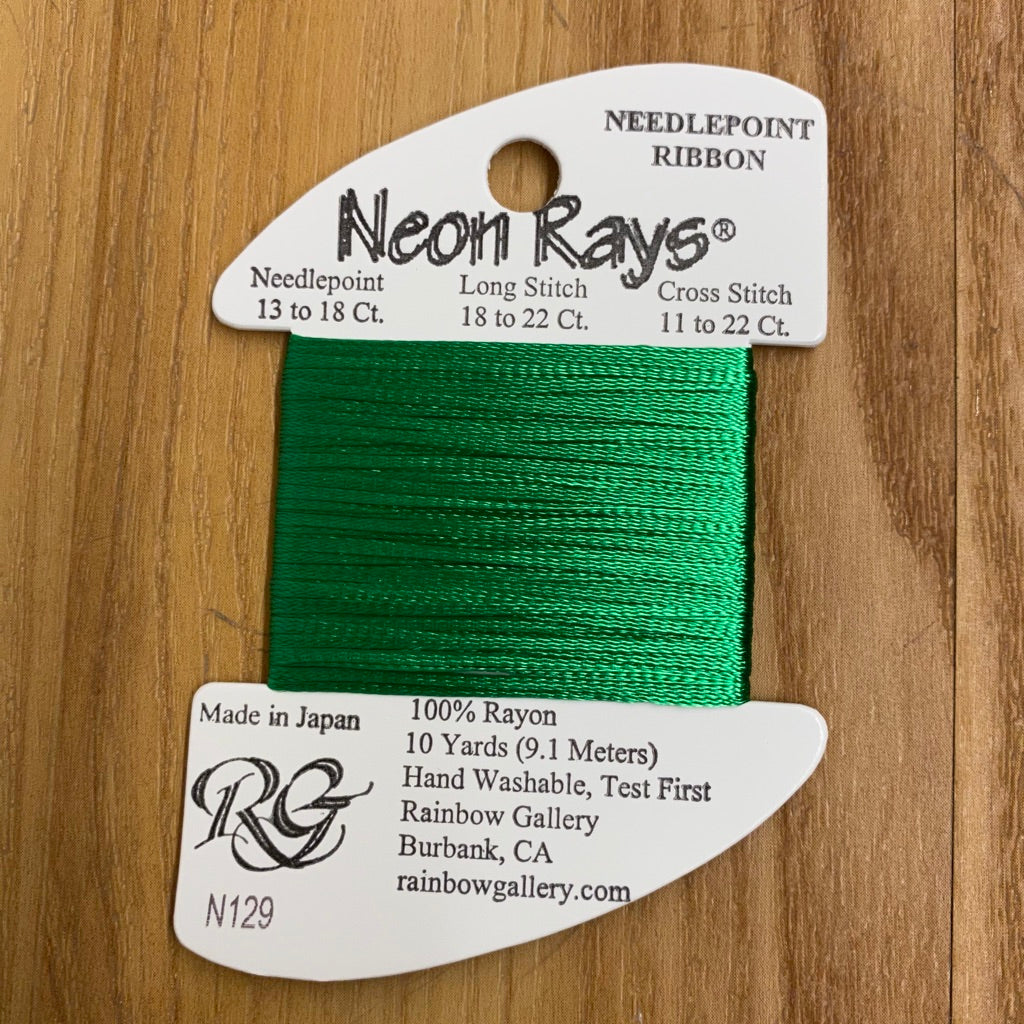 NEEDLEPOINT
RIBBON
Neon Rays®
Needlepoint
13 to 18 Ct.
Long Stitch
18 to 22 Ct.
Cross Stitch
11 to 22 Ct.
Made in Japan
RG
N129
100% Rayon
10 Yards (9.1 Meters)
Hand Washable, Test First
Rainbow Gallery
Burbank, CA
rainbowgallery.com